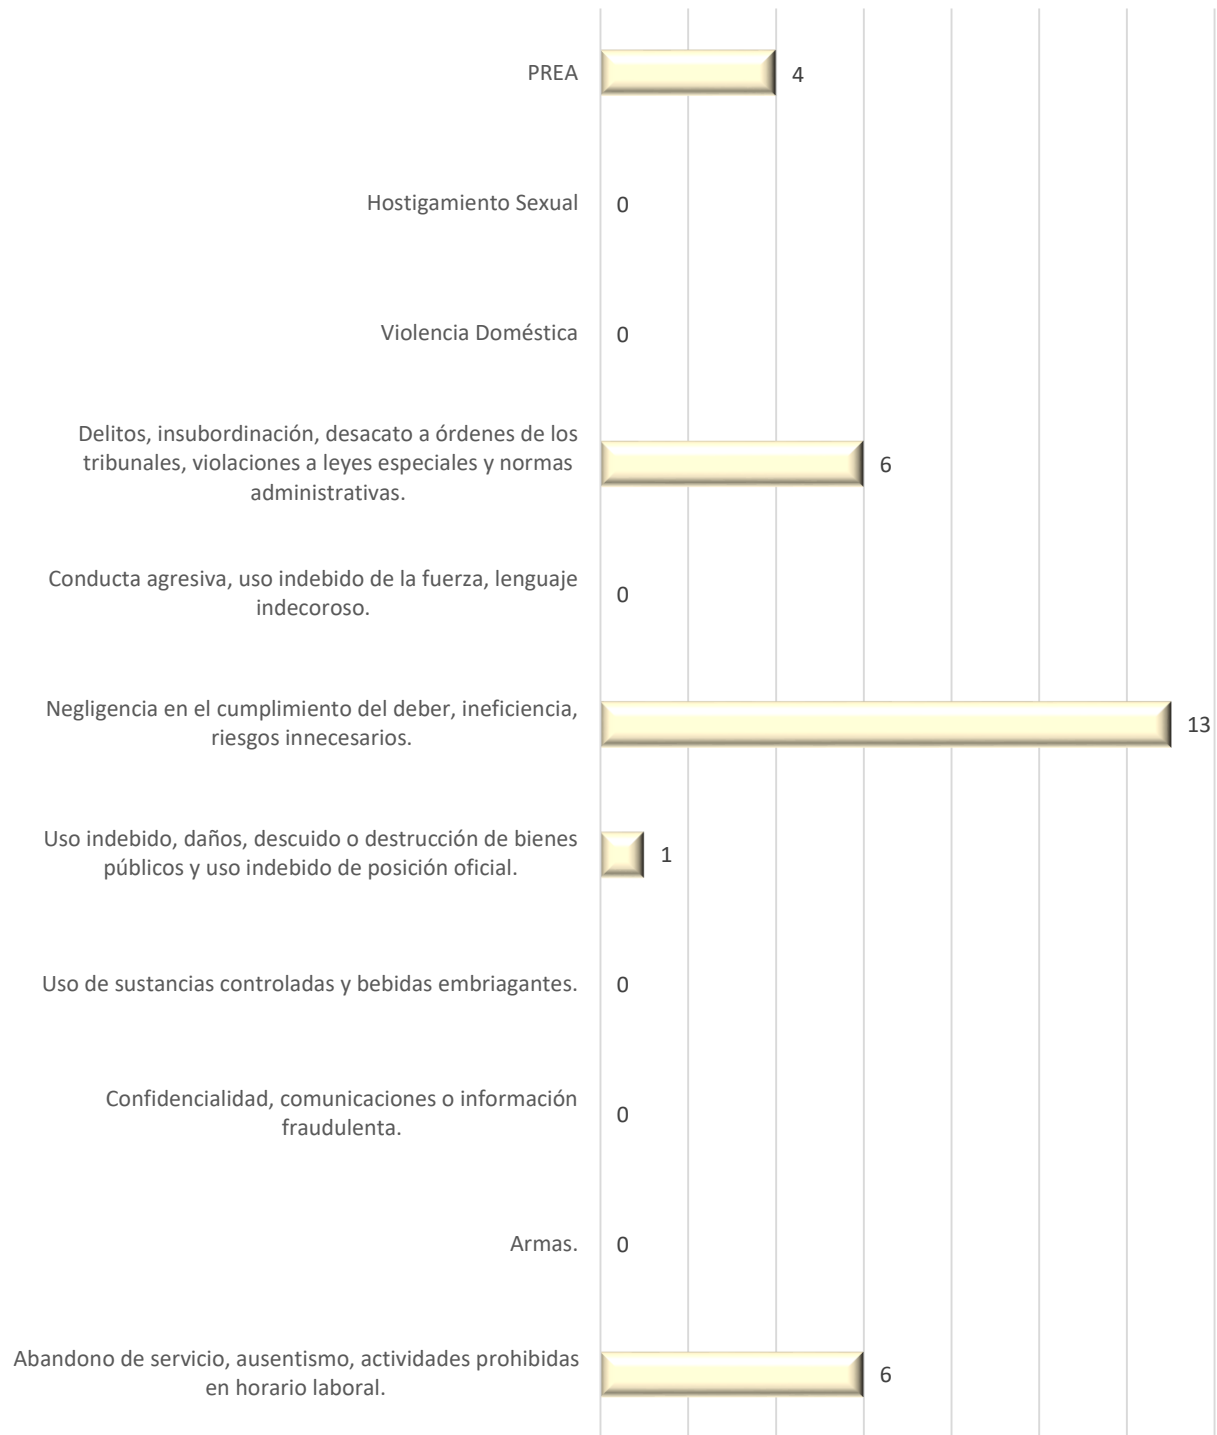 PREA
4
Hostigamiento Sexual
0
Violencia Doméstica
0
Delitos, insubordinación, desacato a órdenes de los
tribunales, violaciones a leyes especiales y normas
administrativas.
6
Conducta agresiva, uso indebido de la fuerza, lenguaje
indecoroso.
0
Negligencia en el cumplimiento del deber, ineficiencia,
riesgos innecesarios.
13
Uso indebido, daños, descuido o destrucción de bienes
públicos y uso indebido de posición oficial.
1
Uso de sustancias controladas y bebidas embriagantes.
0
Confidencialidad, comunicaciones o información
fraudulenta.
0
Armas.
0
Abandono de servicio, ausentismo, actividades prohibidas
en horario laboral.
6